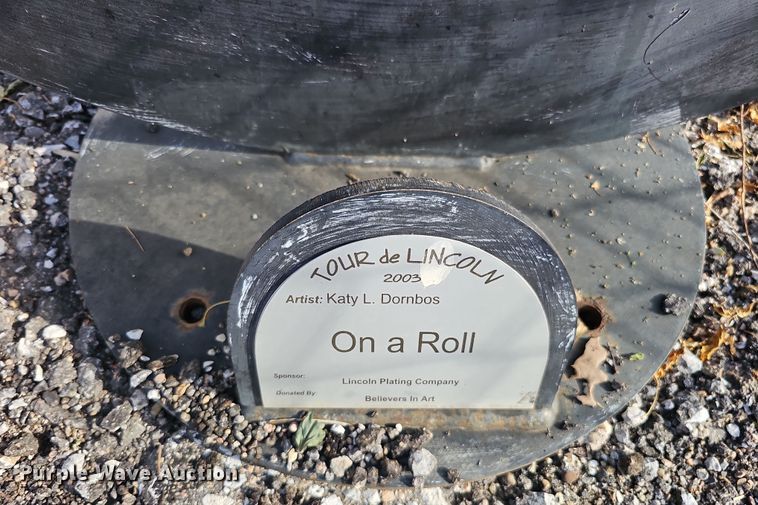 TOUR de LINCOLN
2003
Artist: Katy L. Dornbos
On a Roll
Sponsor: Lincoln Plating Company
Donated By Believers In Art
Purple Wave Auction